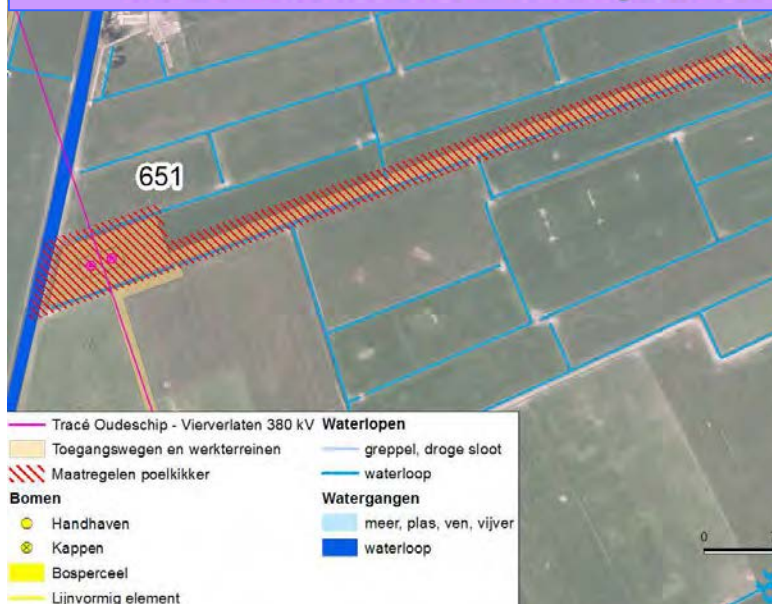 651
Tracé Oudeschip - Vierverlaten 380 kV
Toegangswegen en werkterreinen
Maatregelen poelkikker
Bomen
Handhaven
Kappen
Bosperceel
Lijnvormig element
Waterlopen
greppel, droge sloot
waterloop
Watergangen
meer, plas, ven, vijver
waterloop
0